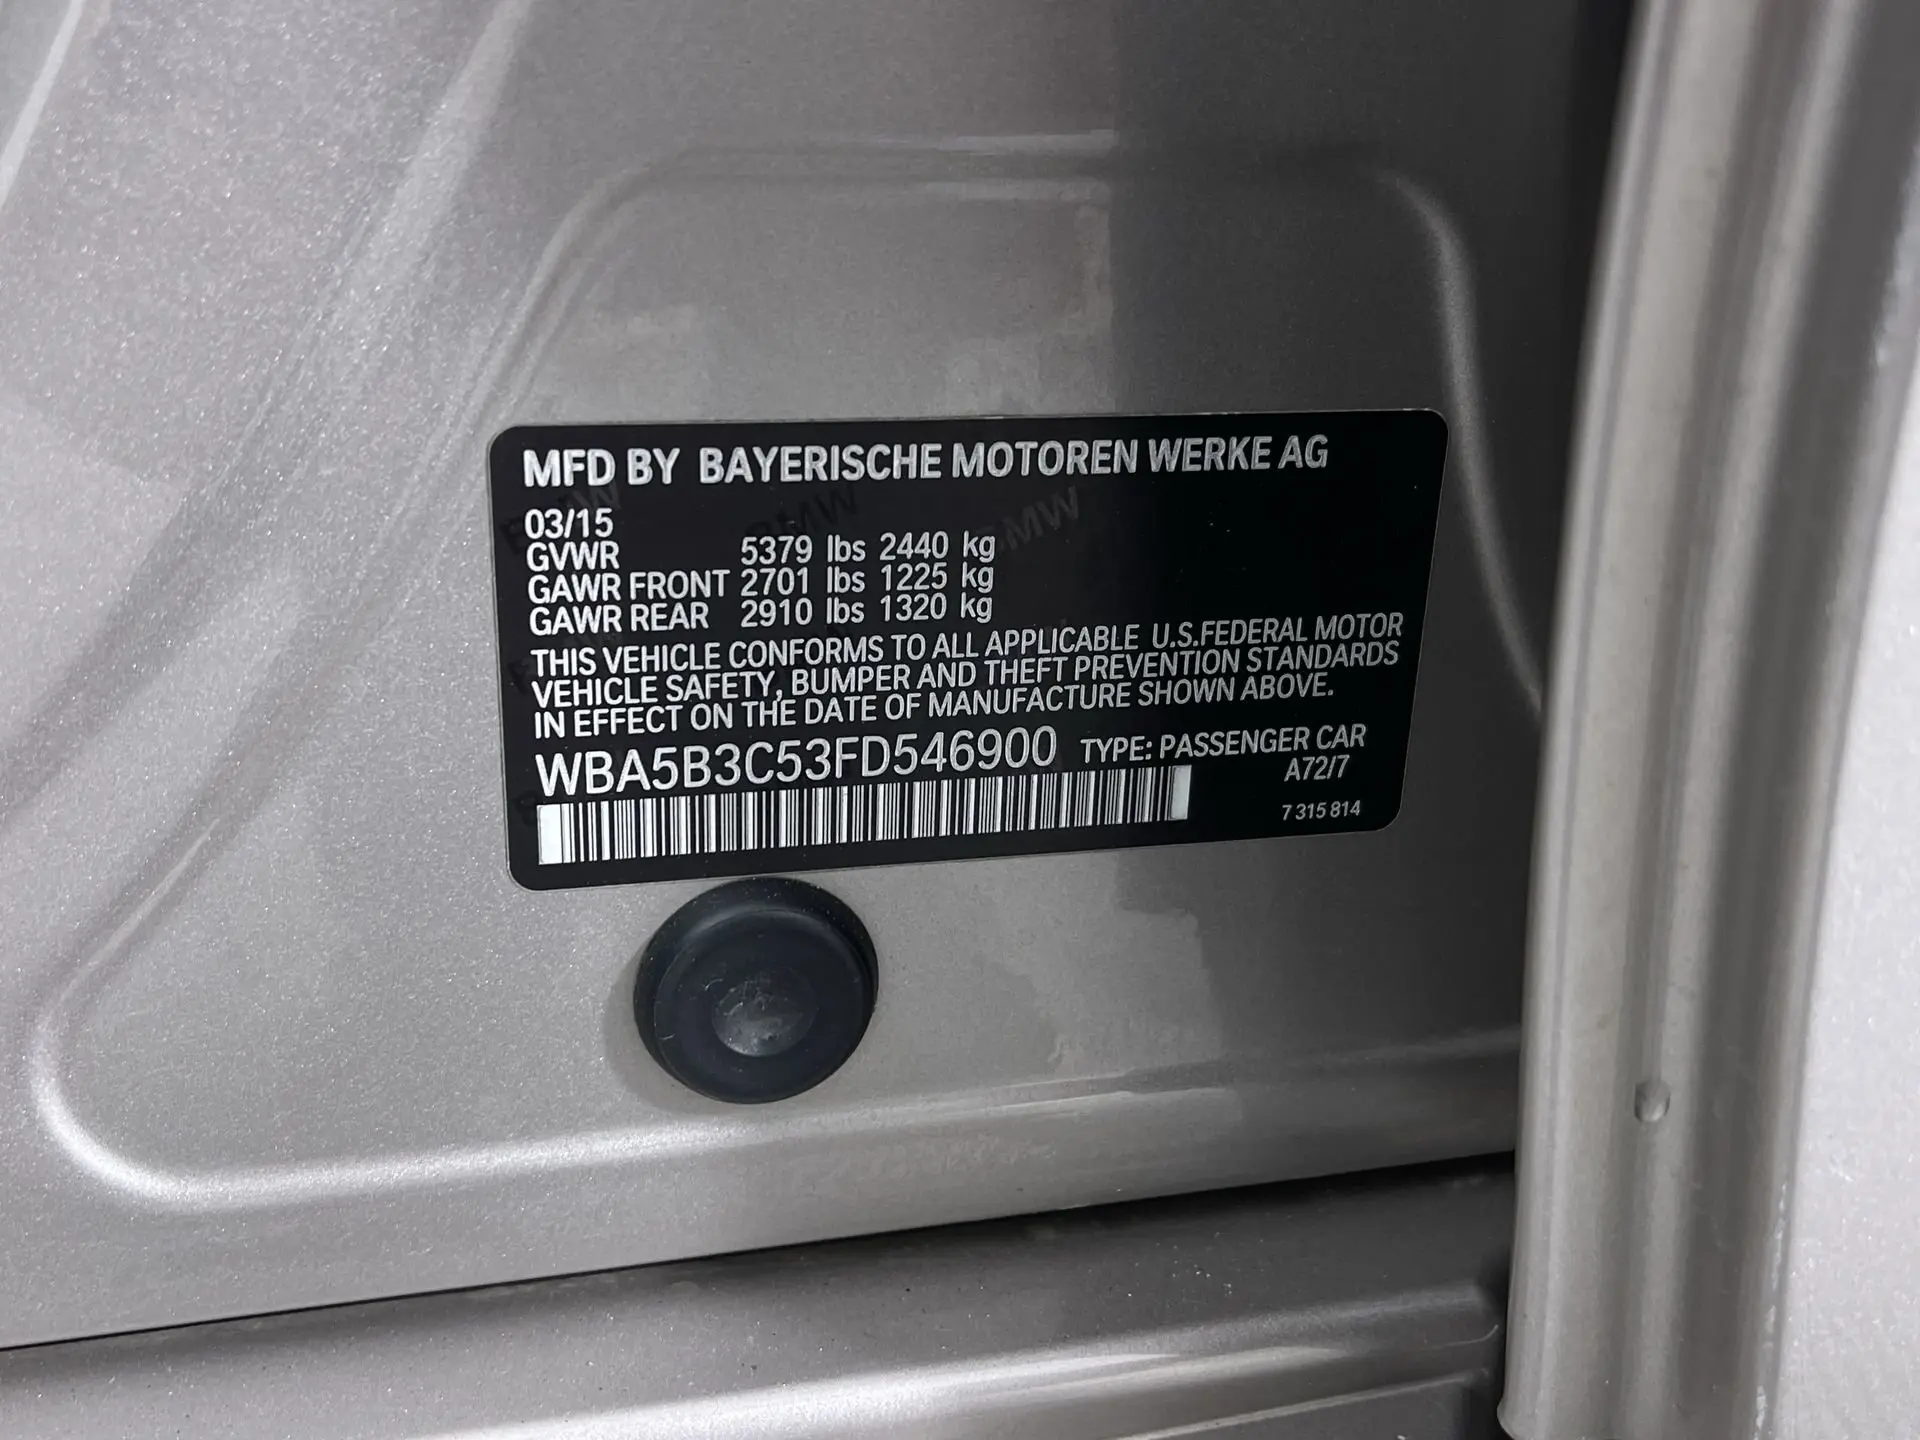 MFD BY BAYERISCHE MOTOREN WERKE AG
03/15
GVWR 5379 lbs 2440 kg
GAWR FRONT 2701 lbs 1225 kg
GAWR REAR 2910 lbs 1320 kg
THIS VEHICLE CONFORMS TO ALL APPLICABLE U.S.FEDERAL MOTOR
VEHICLE SAFETY, BUMPER AND THEFT PREVENTION STANDARDS
IN EFFECT ON THE DATE OF MANUFACTURE SHOWN ABOVE.
WBA5B3C53FD546900 TYPE: PASSENGER CAR
A72/7
7 315 814
BMW
BMW